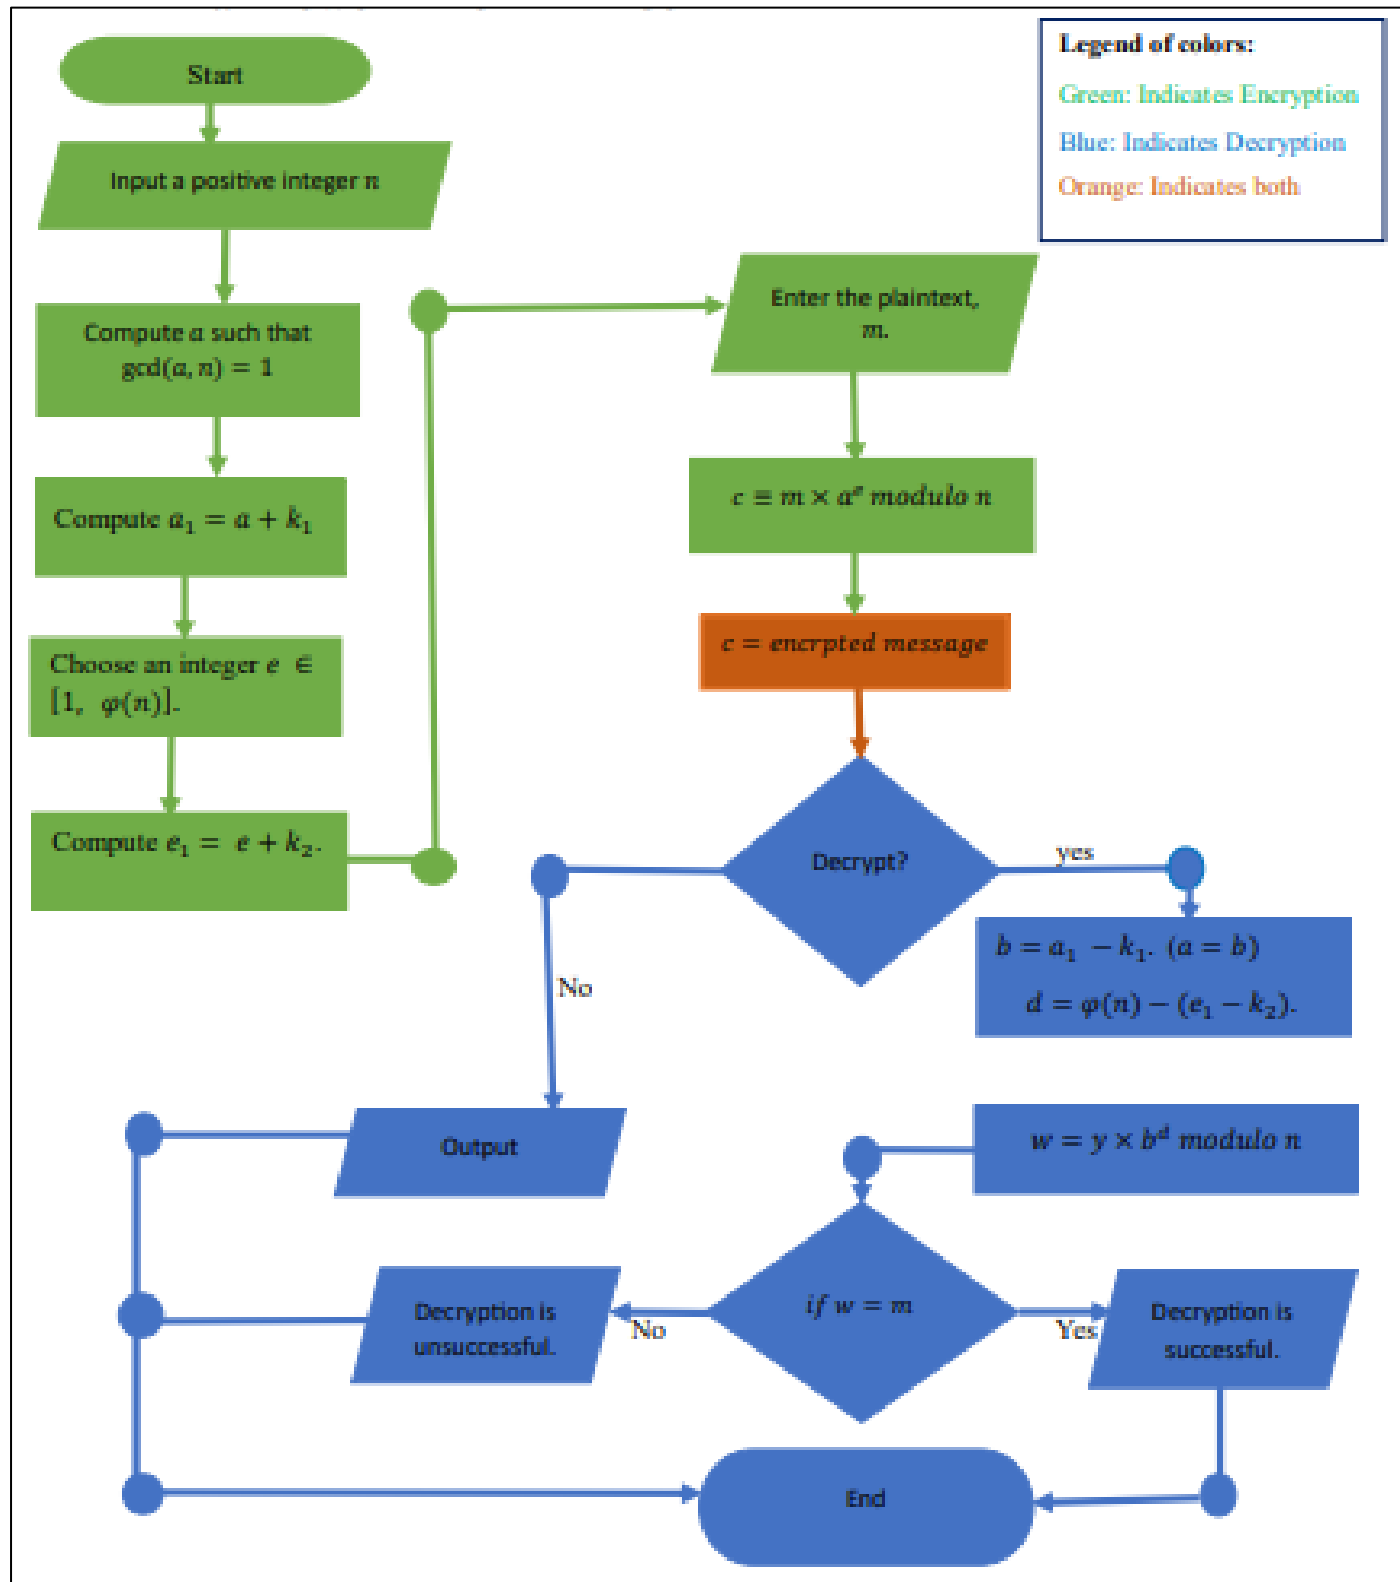 Start
Input a positive integer n
Compute a such that
gcd(a, n) = 1
Compute a₁ = a + k₁
Choose an integer e ∈
[1, φ(n)].
Compute e₁ = e + k₂.
Legend of colors:
Green: Indicates Encryption
Blue: Indicates Decryption
Orange: Indicates both
Enter the plaintext,
m.
c ≡ m × aᵉ modulo n
c = encrpted message
Decrypt?
yes
No
b = a₁ − k₁. (a = b)
d = φ(n) − (e₁ − k₂).
Output
w = y × bᵈ modulo n
if w = m
No
Yes
Decryption is
unsuccessful.
Decryption is
successful.
End